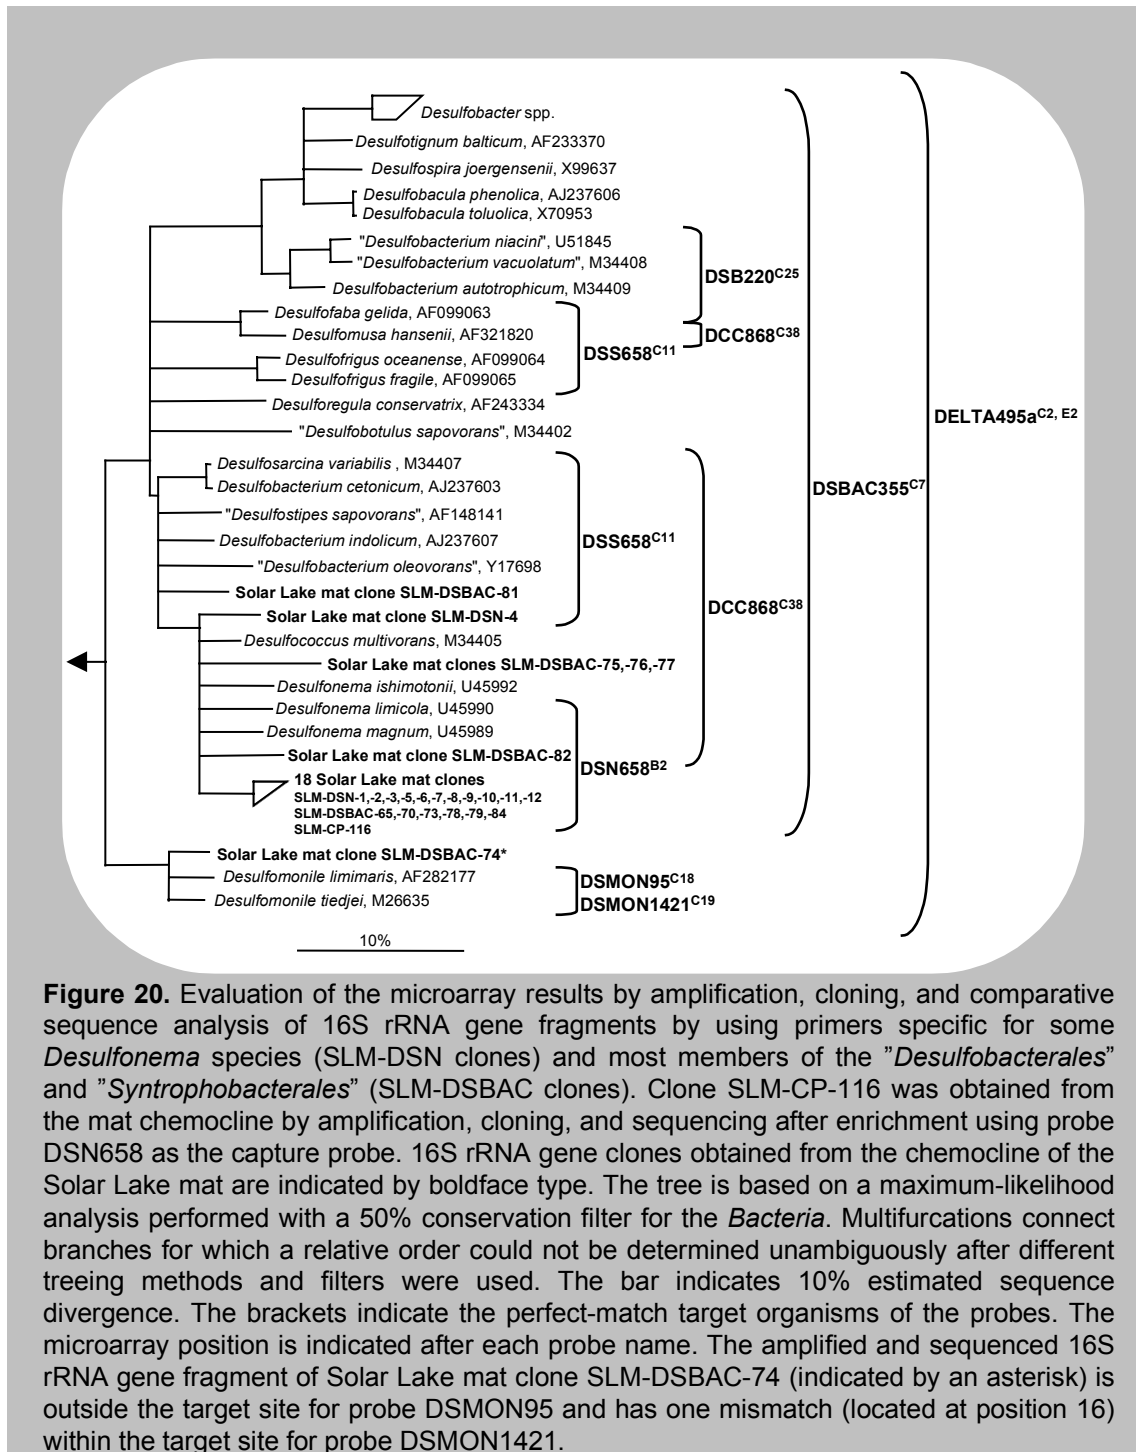 Desulfobacter spp.
Desulfotignum balticum, AF233370
Desulfospira joergensenii, X99637
Desulfobacula phenolica, AJ237606
Desulfobacula toluolica, X70953
"Desulfobacterium niacini", U51845
"Desulfobacterium vacuolatum", M34408
Desulfobacterium autotrophicum, M34409
DSB220C25
Desulfofaba gelida, AF099063
Desulfomusa hansenii, AF321820
DCC868C38
Desulfofrigus oceanense, AF099064
Desulfofrigus fragile, AF099065
DSS658C11
Desulforegula conservatrix, AF243334
"Desulfobotulus sapovorans", M34402
DELTA495aC2, E2
Desulfosarcina variabilis , M34407
Desulfobacterium cetonicum, AJ237603
DSBAC355C7
"Desulfostipes sapovorans", AF148141
Desulfobacterium indolicum, AJ237607
DSS658C11
"Desulfobacterium oleovorans", Y17698
Solar Lake mat clone SLM-DSBAC-81
DCC868C38
Solar Lake mat clone SLM-DSN-4
Desulfococcus multivorans, M34405
Solar Lake mat clones SLM-DSBAC-75,-76,-77
Desulfonema ishimotonii, U45992
Desulfonema limicola, U45990
Desulfonema magnum, U45989
Solar Lake mat clone SLM-DSBAC-82
DSN658B2
18 Solar Lake mat clones
SLM-DSN-1,-2,-3,-5,-6,-7,-8,-9,-10,-11,-12
SLM-DSBAC-65,-70,-73,-78,-79,-84
SLM-CP-116
Solar Lake mat clone SLM-DSBAC-74*
Desulfomonile limimaris, AF282177
Desulfomonile tiedjei, M26635
DSMON95C18
DSMON1421C19
10%
Figure 20. Evaluation of the microarray results by amplification, cloning, and comparative
sequence analysis of 16S rRNA gene fragments by using primers specific for some
Desulfonema species (SLM-DSN clones) and most members of the ”Desulfobacterales”
and ”Syntrophobacterales” (SLM-DSBAC clones). Clone SLM-CP-116 was obtained from
the mat chemocline by amplification, cloning, and sequencing after enrichment using probe
DSN658 as the capture probe. 16S rRNA gene clones obtained from the chemocline of the
Solar Lake mat are indicated by boldface type. The tree is based on a maximum-likelihood
analysis performed with a 50% conservation filter for the Bacteria. Multifurcations connect
branches for which a relative order could not be determined unambiguously after different
treeing methods and filters were used. The bar indicates 10% estimated sequence
divergence. The brackets indicate the perfect-match target organisms of the probes. The
microarray position is indicated after each probe name. The amplified and sequenced 16S
rRNA gene fragment of Solar Lake mat clone SLM-DSBAC-74 (indicated by an asterisk) is
outside the target site for probe DSMON95 and has one mismatch (located at position 16)
within the target site for probe DSMON1421.